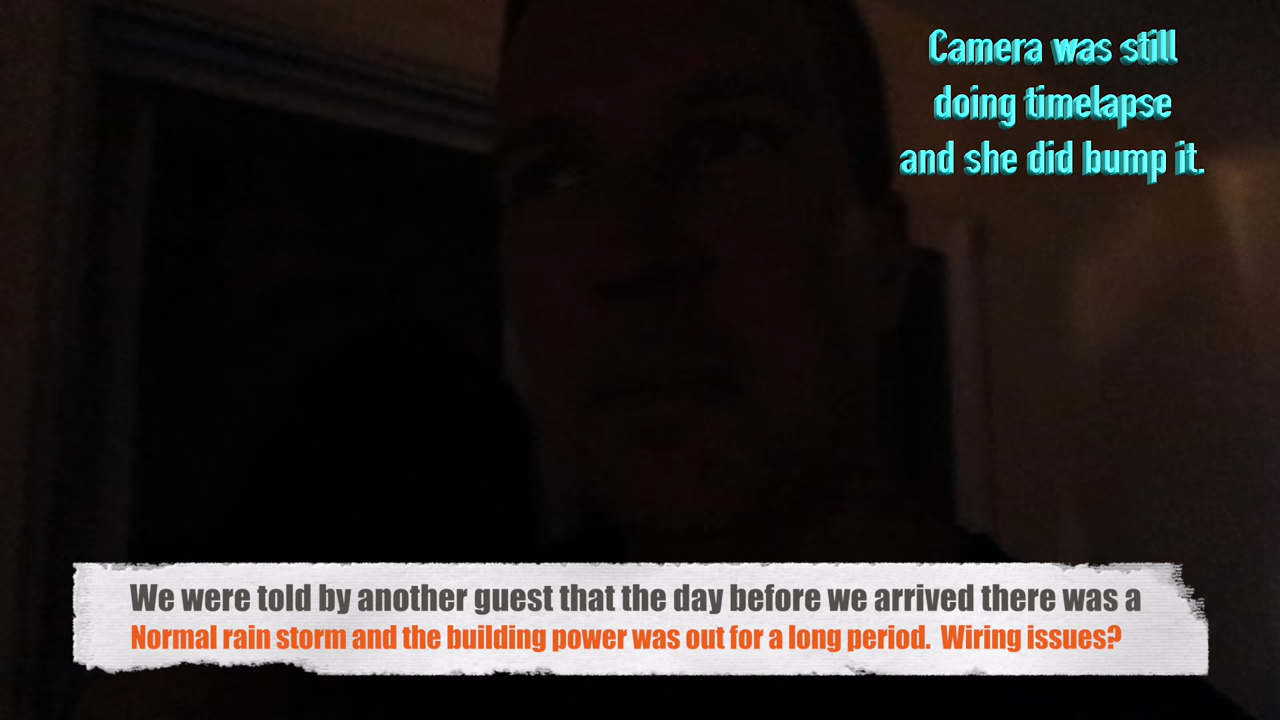 Camera was still
doing timelapse
and she did bump it.
We were told by another guest that the day before we arrived there was a
Normal rain storm and the building power was out for a long period.  Wiring issues?